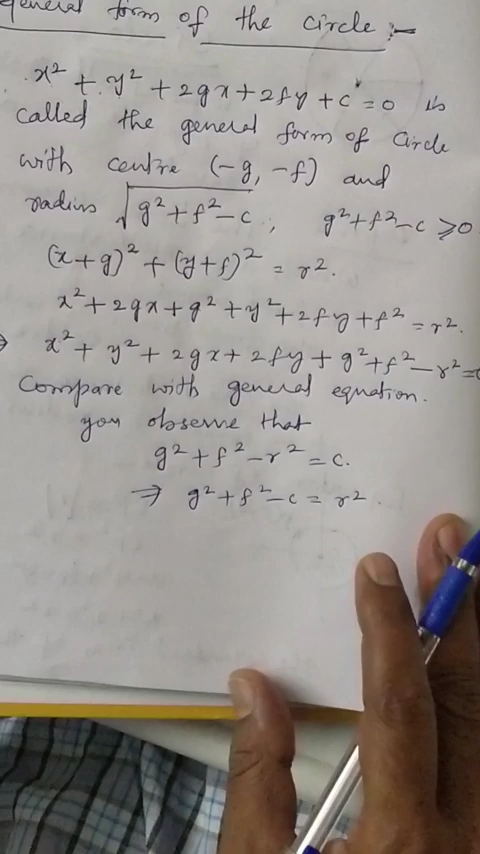 general form of the circle :-
x² + y² + 2gx + 2fy + c = 0 is
called the general form of circle
with centre (-g, -f) and
radius √g² + f² - c ; g² + f² - c ≥ 0
(x + g)² + (y + f)² = r².
x² + 2gx + g² + y² + 2fy + f² = r².
⇒ x² + y² + 2gx + 2fy + g² + f² - r² = 0
Compare with general equation.
you observe that
g² + f² - r² = c.
⇒ g² + f² - c = r².